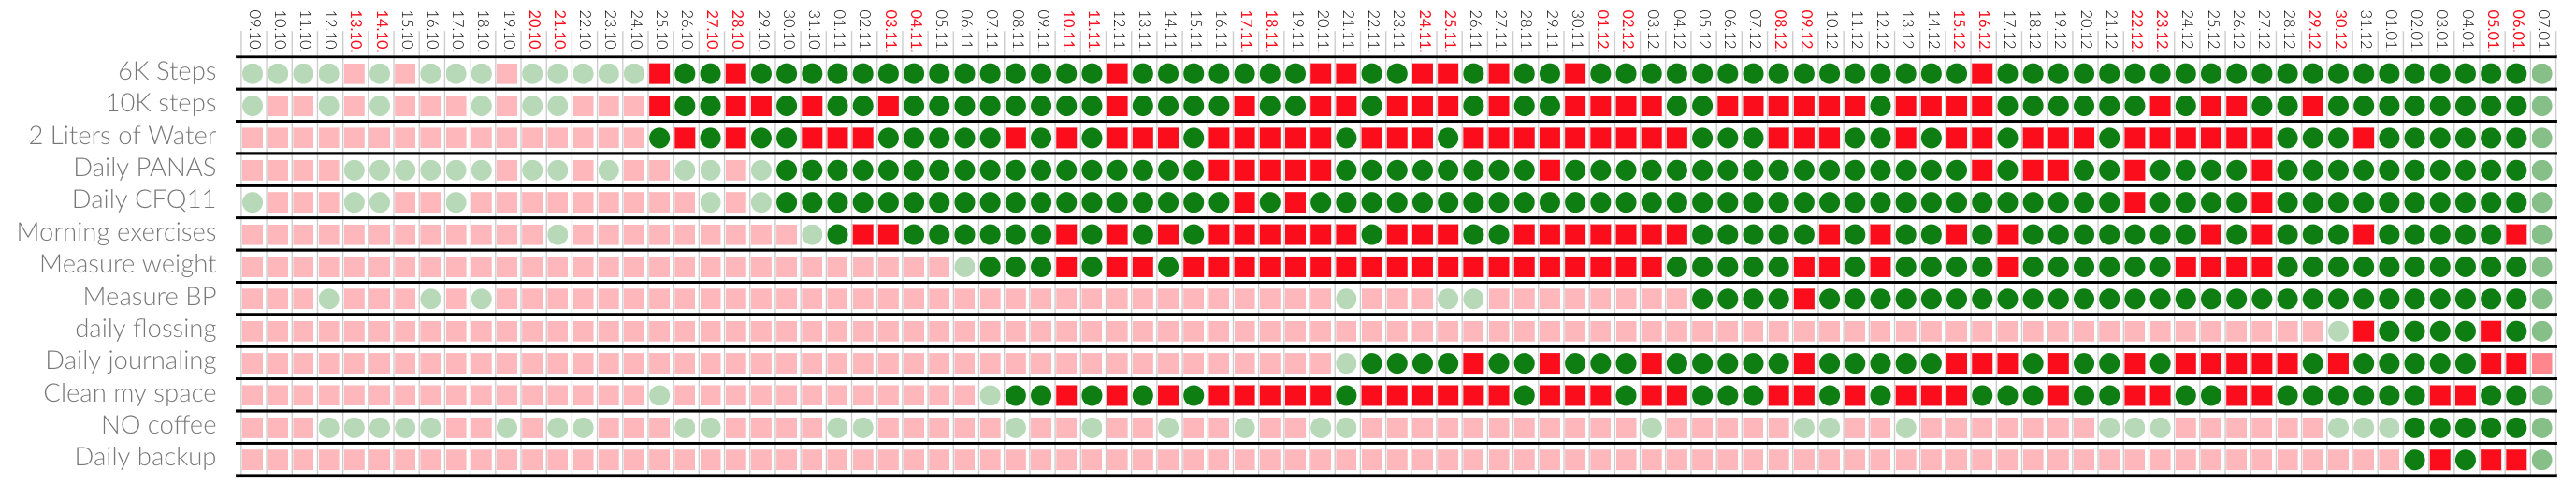 09.10. 10.10. 11.10. 12.10. 13.10. 14.10. 15.10. 16.10. 17.10. 18.10. 19.10. 20.10. 21.10. 22.10. 23.10. 24.10. 25.10. 26.10. 27.10. 28.10. 29.10. 30.10. 31.10. 01.11. 02.11. 03.11. 04.11. 05.11. 06.11. 07.11. 08.11. 09.11. 10.11. 11.11. 12.11. 13.11. 14.11. 15.11. 16.11. 17.11. 18.11. 19.11. 20.11. 21.11. 22.11. 23.11. 24.11. 25.11. 26.11. 27.11. 28.11. 29.11. 30.11. 01.12. 02.12. 03.12. 04.12. 05.12. 06.12. 07.12. 08.12. 09.12. 10.12. 11.12. 12.12. 13.12. 14.12. 15.12. 16.12. 17.12. 18.12. 19.12. 20.12. 21.12. 22.12. 23.12. 24.12. 25.12. 26.12. 27.12. 28.12. 29.12. 30.12. 31.12. 01.01. 02.01. 03.01. 04.01. 05.01. 06.01. 07.01.
6K Steps
10K steps
2 Liters of Water
Daily PANAS
Daily CFQ11
Morning exercises
Measure weight
Measure BP
daily flossing
Daily journaling
Clean my space
NO coffee
Daily backup